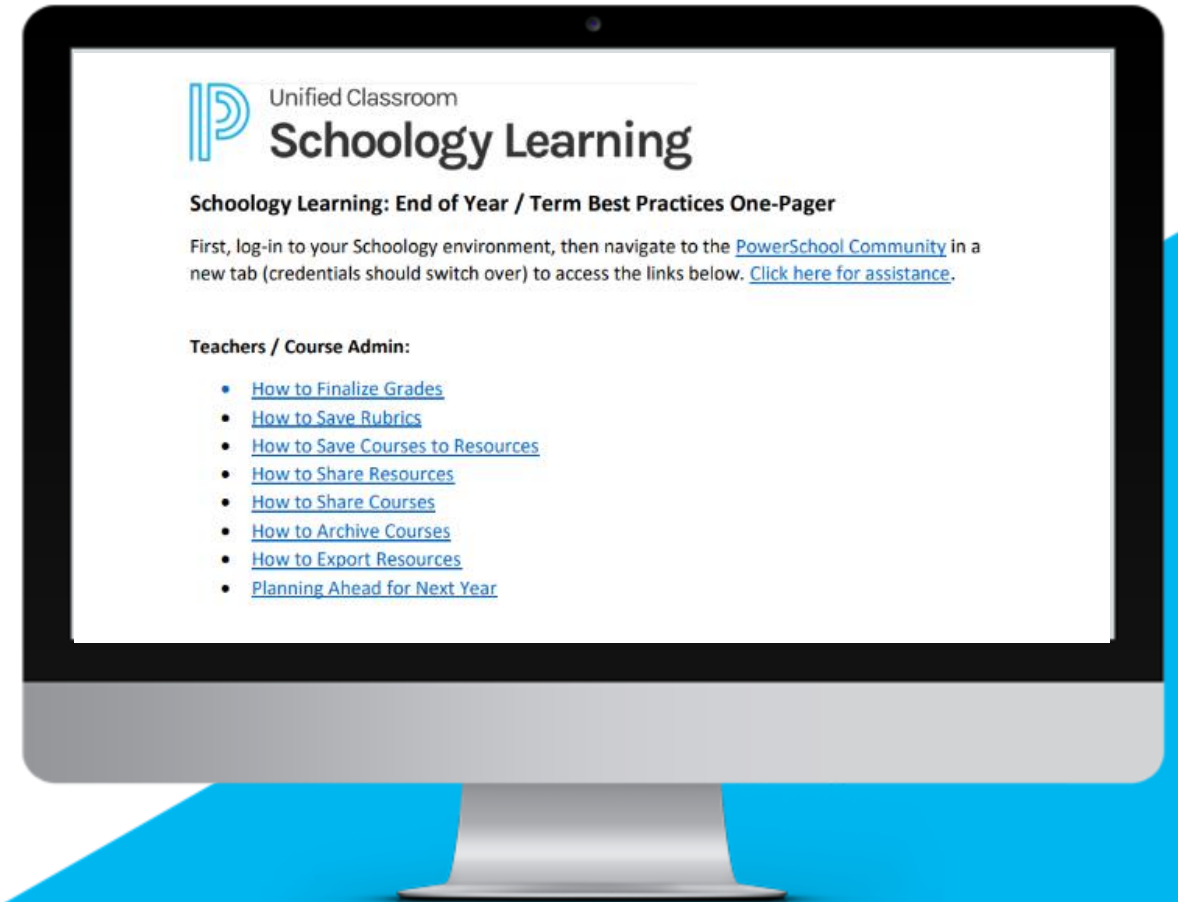 Unified Classroom
Schoology Learning
Schoology Learning: End of Year / Term Best Practices One-Pager
First, log-in to your Schoology environment, then navigate to the PowerSchool Community in a
new tab (credentials should switch over) to access the links below. Click here for assistance.
Teachers / Course Admin:
• How to Finalize Grades
• How to Save Rubrics
• How to Save Courses to Resources
• How to Share Resources
• How to Share Courses
• How to Archive Courses
• How to Export Resources
• Planning Ahead for Next Year